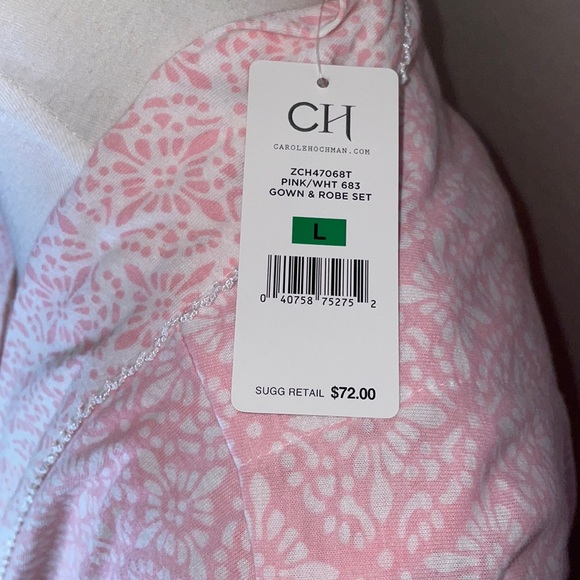 CH
CAROLEHOCHMAN.COM
ZCH47068T
PINK/WHT 683
GOWN & ROBE SET
L
0 40758 75275 2
SUGG RETAIL $72.00